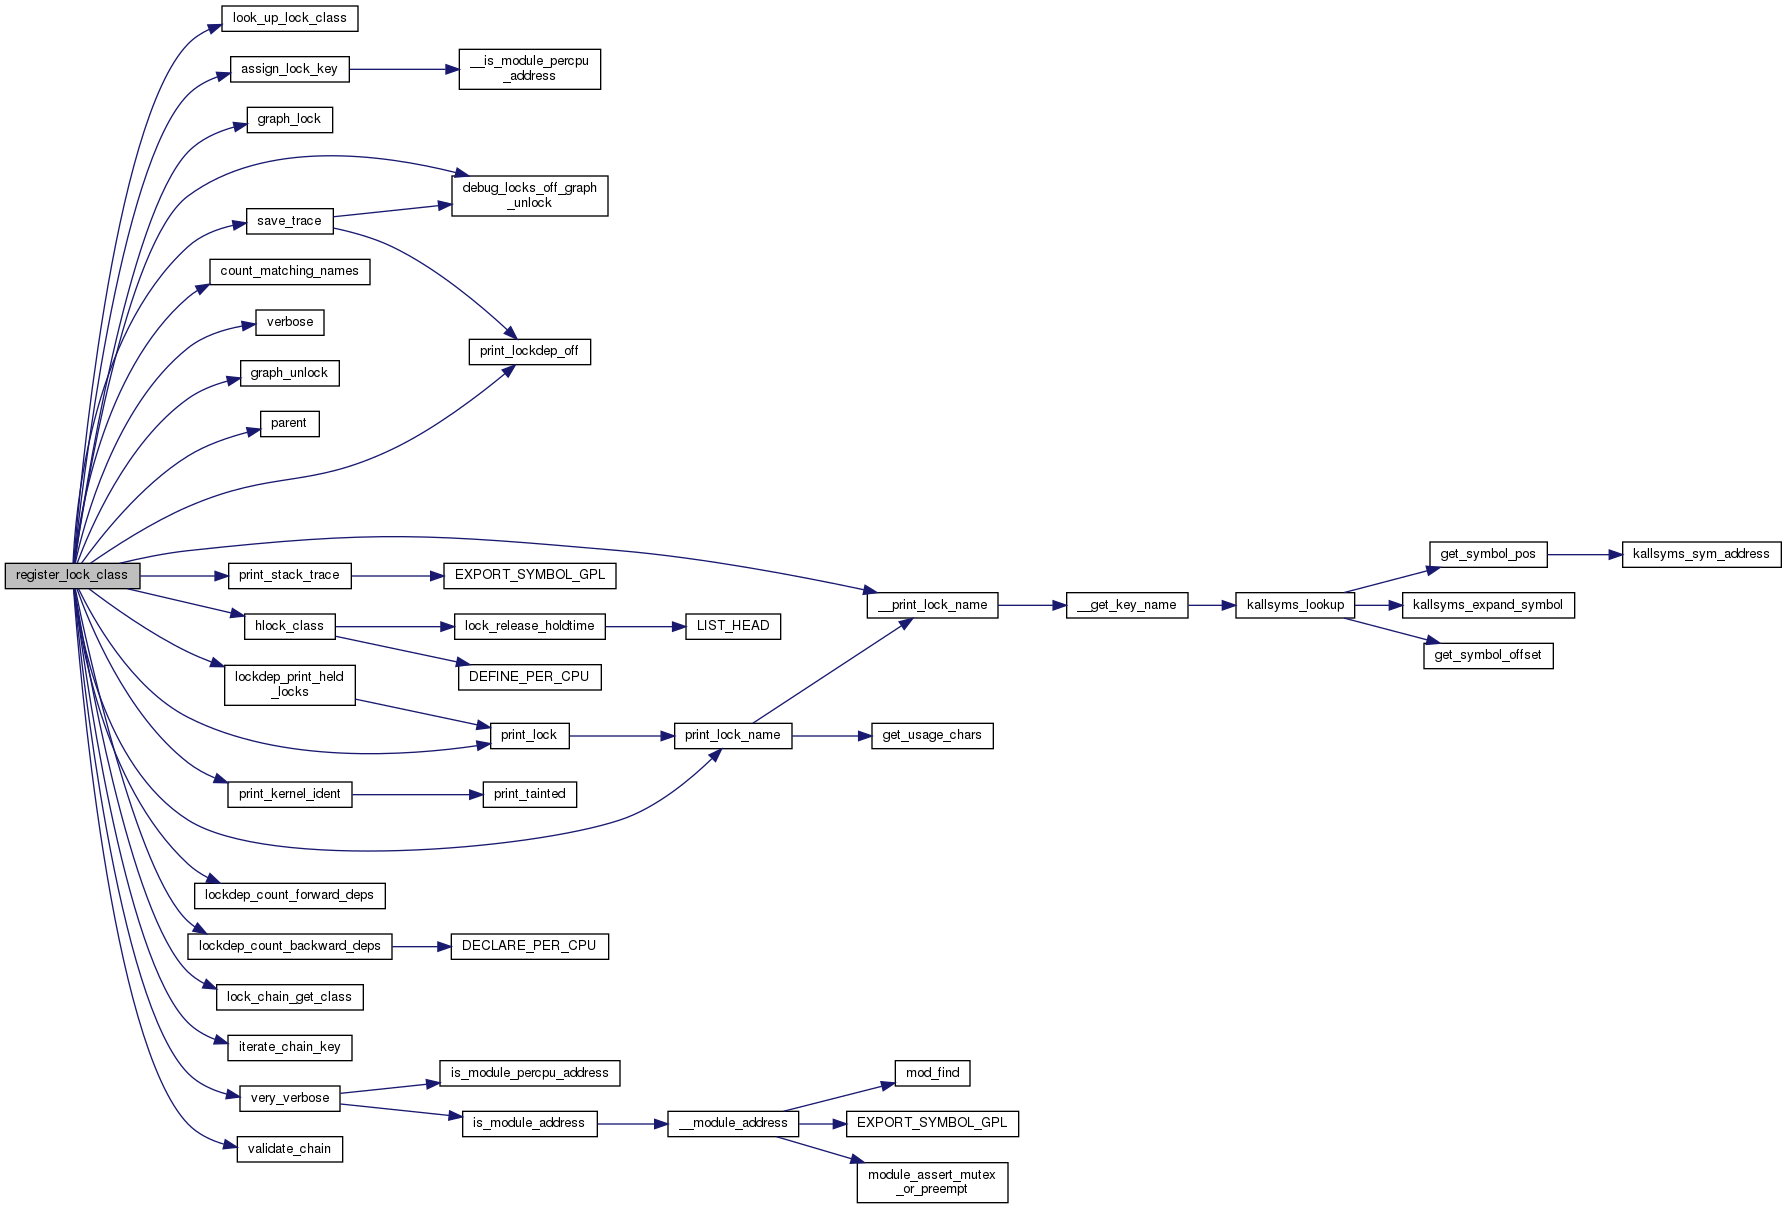 look_up_lock_class
assign_lock_key
__is_module_percpu
_address
graph_lock
debug_locks_off_graph
_unlock
save_trace
count_matching_names
verbose
print_lockdep_off
graph_unlock
parent
register_lock_class
print_stack_trace
EXPORT_SYMBOL_GPL
hlock_class
lock_release_holdtime
LIST_HEAD
DEFINE_PER_CPU
__print_lock_name
__get_key_name
kallsyms_lookup
get_symbol_pos
kallsyms_sym_address
kallsyms_expand_symbol
get_symbol_offset
lockdep_print_held
_locks
print_lock
print_lock_name
get_usage_chars
print_kernel_ident
print_tainted
lockdep_count_forward_deps
lockdep_count_backward_deps
DECLARE_PER_CPU
lock_chain_get_class
iterate_chain_key
very_verbose
is_module_percpu_address
is_module_address
__module_address
mod_find
EXPORT_SYMBOL_GPL
module_assert_mutex
_or_preempt
validate_chain